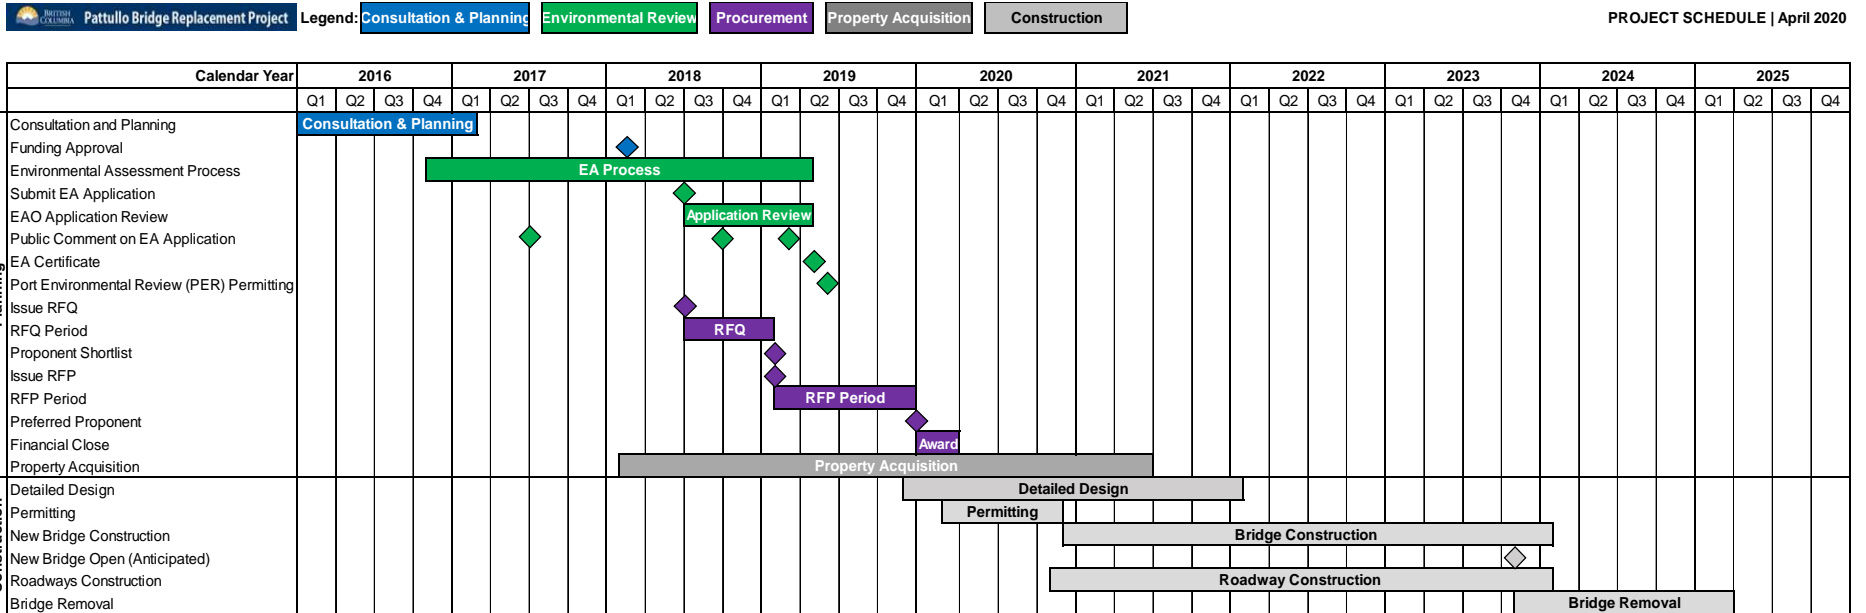 BRITISH COLUMBIA Pattullo Bridge Replacement Project Legend: Consultation & Planning Environmental Review Procurement Property Acquisition Construction PROJECT SCHEDULE | April 2020
Calendar Year 2016 2017 2018 2019 2020 2021 2022 2023 2024 2025
Q1 Q2 Q3 Q4 Q1 Q2 Q3 Q4 Q1 Q2 Q3 Q4 Q1 Q2 Q3 Q4 Q1 Q2 Q3 Q4 Q1 Q2 Q3 Q4 Q1 Q2 Q3 Q4 Q1 Q2 Q3 Q4 Q1 Q2 Q3 Q4 Q1 Q2 Q3 Q4
Consultation and Planning Consultation & Planning
Funding Approval
Environmental Assessment Process EA Process
Submit EA Application
EAO Application Review Application Review
Public Comment on EA Application
EA Certificate
Port Environmental Review (PER) Permitting
Issue RFQ
RFQ Period RFQ
Proponent Shortlist
Issue RFP
RFP Period RFP Period
Preferred Proponent
Financial Close Award
Property Acquisition Property Acquisition
Detailed Design Detailed Design
Permitting Permitting
New Bridge Construction Bridge Construction
New Bridge Open (Anticipated)
Roadways Construction Roadway Construction
Bridge Removal Bridge Removal